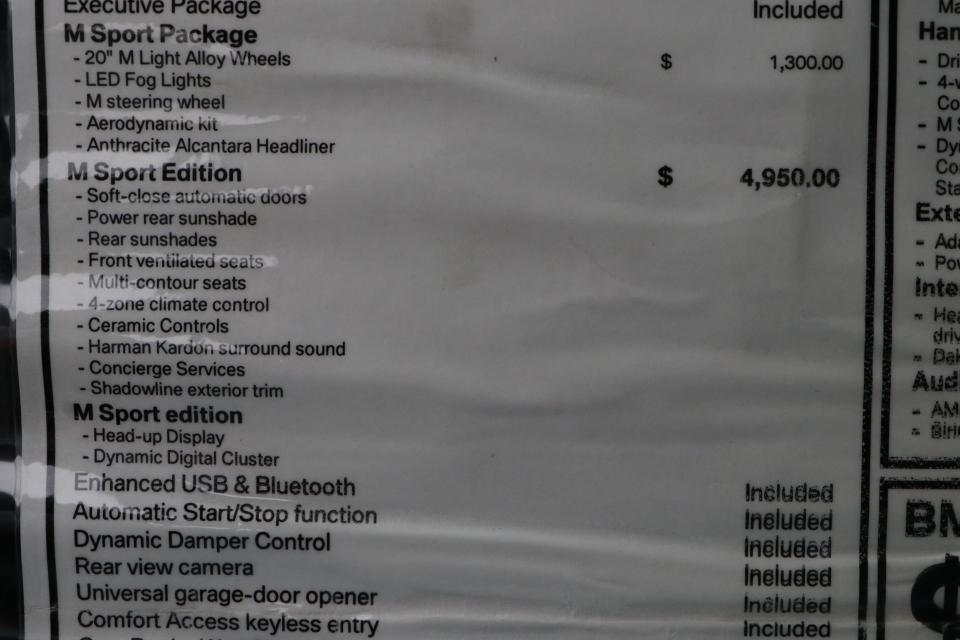 Executive Package Included
M Sport Package
- 20" M Light Alloy Wheels $ 1,300.00
- LED Fog Lights
- M steering wheel
- Aerodynamic kit
- Anthracite Alcantara Headliner
M Sport Edition $ 4,950.00
- Soft-close automatic doors
- Power rear sunshade
- Rear sunshades
- Front ventilated seats
- Multi-contour seats
- 4-zone climate control
- Ceramic Controls
- Harman Kardon surround sound
- Concierge Services
- Shadowline exterior trim
M Sport edition
- Head-up Display
- Dynamic Digital Cluster
Enhanced USB & Bluetooth Included
Automatic Start/Stop function Included
Dynamic Damper Control Included
Rear view camera Included
Universal garage-door opener Included
Comfort Access keyless entry Included
$